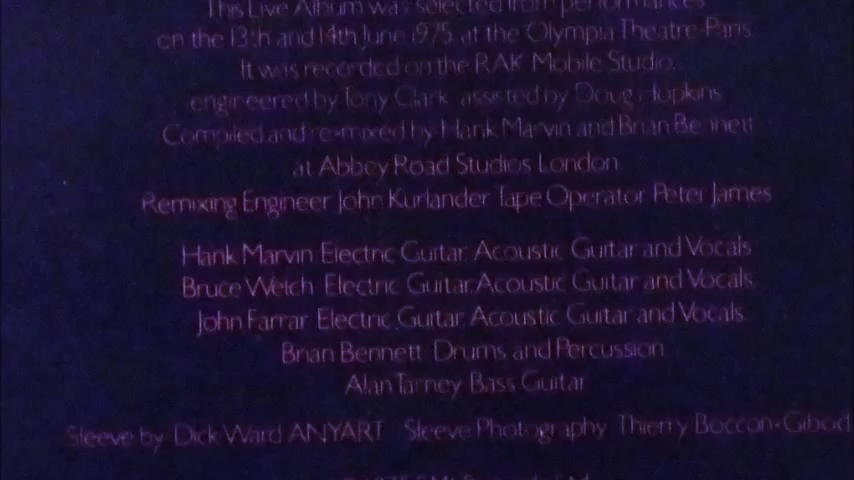 This Live Album was selected from performances
on the 13th and 14th June 1975, at the Olympia Theatre-Paris
It was recorded on the RAK Mobile Studio,
engineered by Tony Clark assisted by Doug Hopkins
Compiled and re-mixed by Hank Marvin and Brian Bennett
at Abbey Road Studios London
Remixing Engineer John Kurlander Tape Operator Peter James
Hank Marvin Electric Guitar, Acoustic Guitar and Vocals
Bruce Welch Electric Guitar, Acoustic Guitar and Vocals
John Farrar Electric Guitar, Acoustic Guitar and Vocals
Brian Bennett Drums and Percussion
Alan Tarney Bass Guitar
Sleeve by Dick Ward ANYART Sleeve Photography Thierry Boccon-Gibod